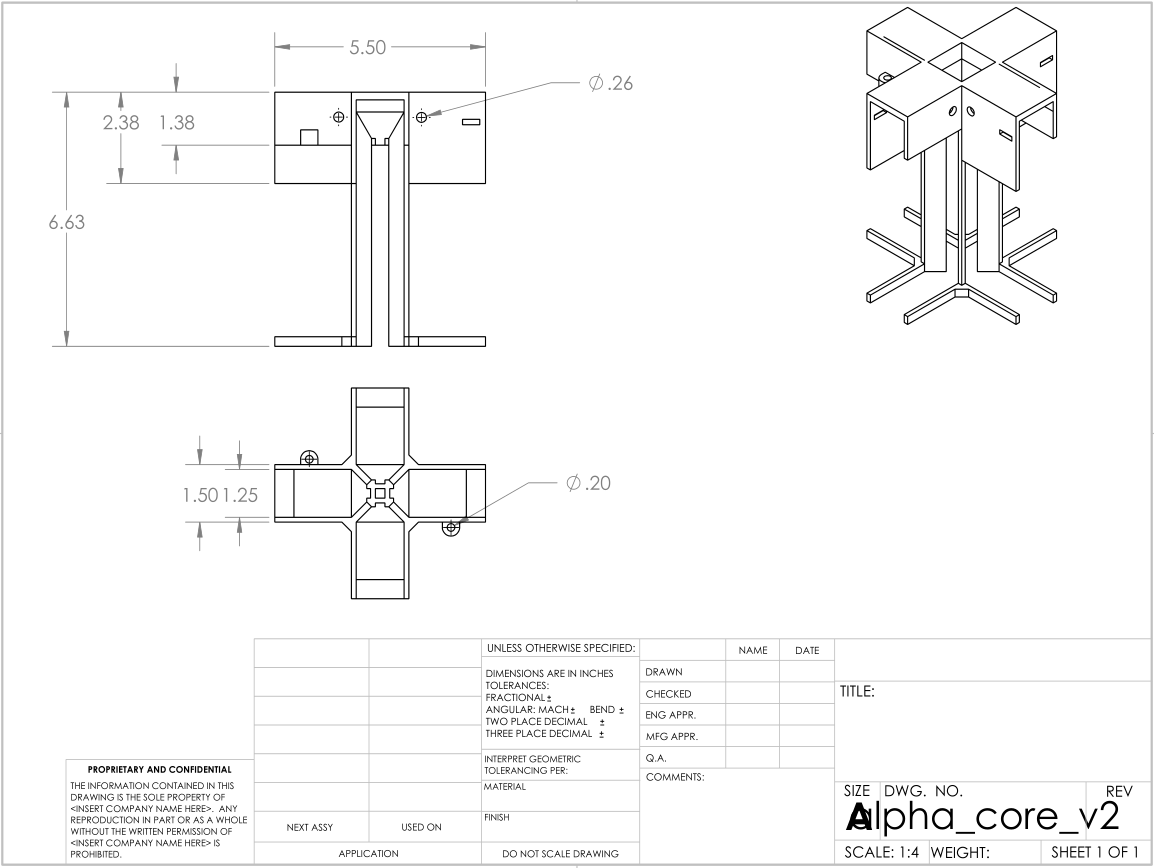 5.50
∅.26
2.38
1.38
6.63
1.50
1.25
∅.20
UNLESS OTHERWISE SPECIFIED:
DIMENSIONS ARE IN INCHES
TOLERANCES:
FRACTIONAL±
ANGULAR: MACH± BEND ±
TWO PLACE DECIMAL ±
THREE PLACE DECIMAL ±
INTERPRET GEOMETRIC
TOLERANCING PER:
MATERIAL
FINISH
DO NOT SCALE DRAWING
NAME DATE
DRAWN
CHECKED
ENG APPR.
MFG APPR.
Q.A.
COMMENTS:
PROPRIETARY AND CONFIDENTIAL
THE INFORMATION CONTAINED IN THIS
DRAWING IS THE SOLE PROPERTY OF
<INSERT COMPANY NAME HERE>. ANY
REPRODUCTION IN PART OR AS A WHOLE
WITHOUT THE WRITTEN PERMISSION OF
<INSERT COMPANY NAME HERE> IS
PROHIBITED.
NEXT ASSY USED ON
APPLICATION
TITLE:
SIZE DWG. NO. REV
A
Alpha_core_v2
SCALE: 1:4 WEIGHT: SHEET 1 OF 1